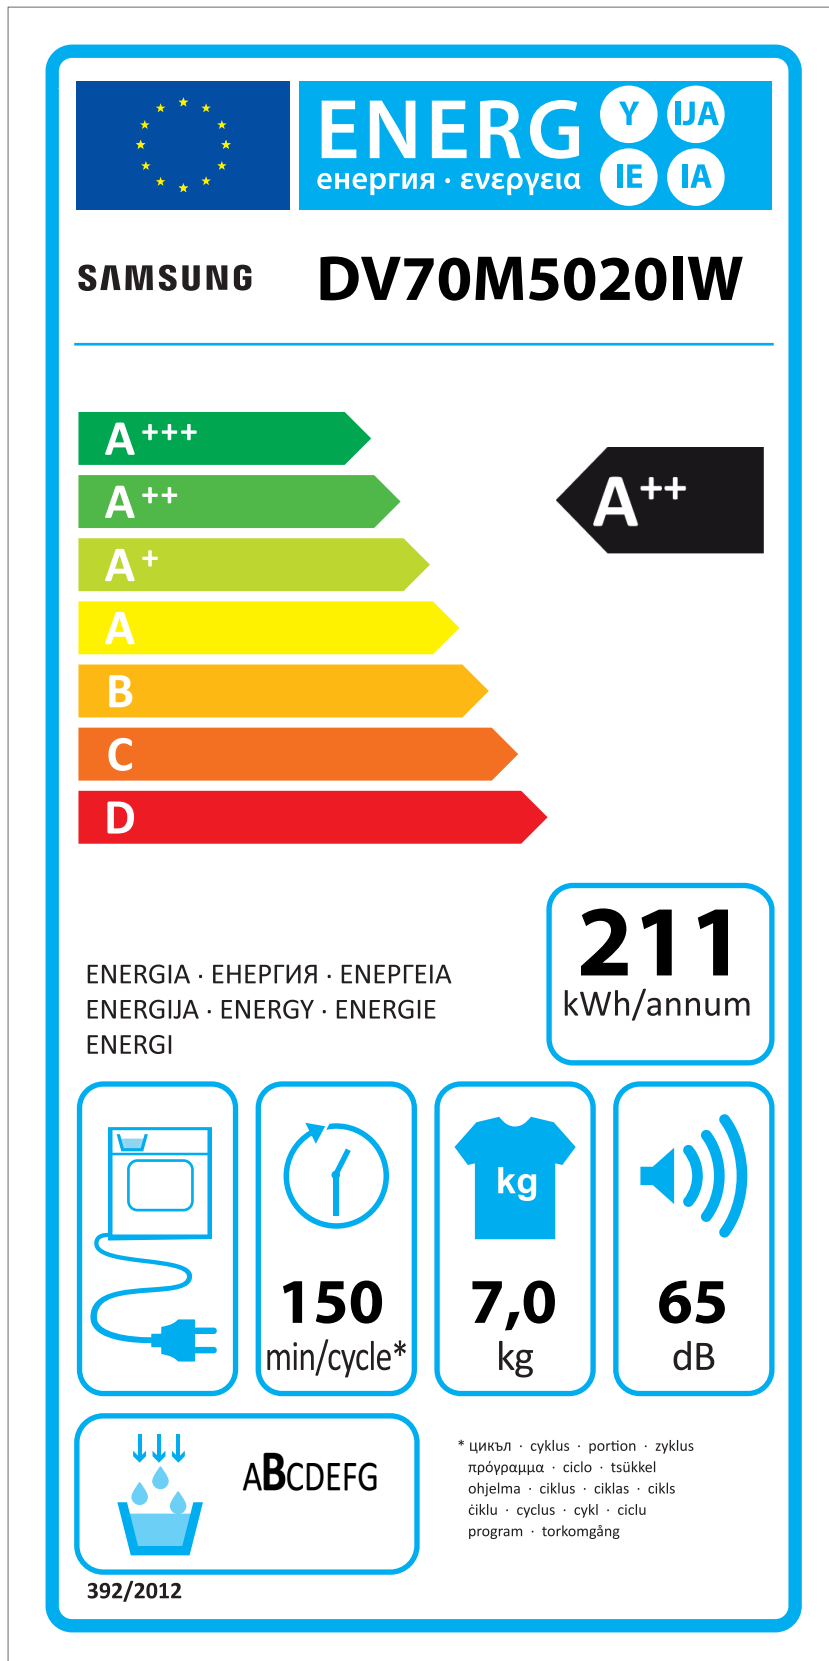 ENERG
Y
IJA
IE
IA
енергия · ενεργεια
SAMSUNG
DV70M5020IW
A+++
A++
A++
A+
A
B
C
D
211
kWh/annum
ENERGIA · ЕНЕРГИЯ · ΕΝΕΡΓΕΙΑ
ENERGIJA · ENERGY · ENERGIE
ENERGI
kg
150
min/cycle*
7,0
kg
65
dB
ABCDEFG
* цикъл · cyklus · portion · zyklus
πρόγραμμα · ciclo · tsükkel
ohjelma · ciklus · ciklas · cikls
ċiklu · cyclus · cykl · ciclu
program · torkomgång
392/2012